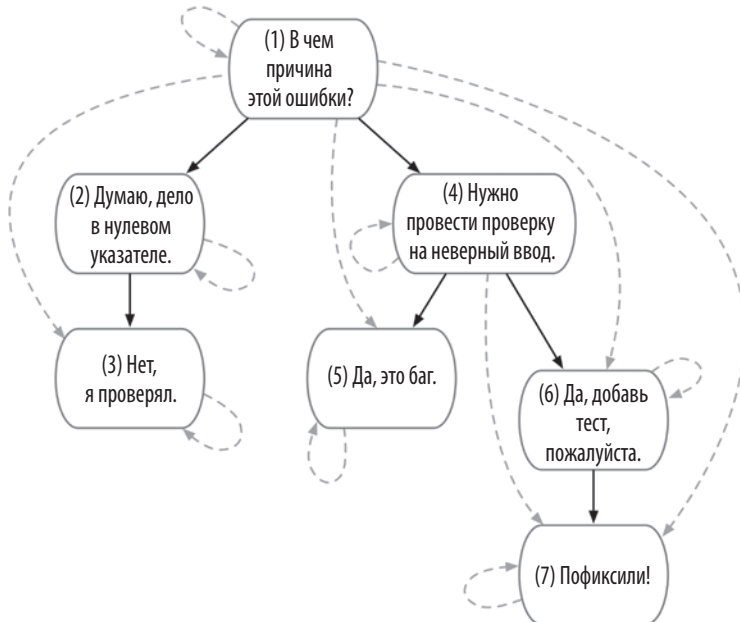 (1) В чем
причина
этой ошибки?
(2) Думаю, дело
в нулевом
указателе.
(4) Нужно
провести проверку
на неверный ввод.
(3) Нет,
я проверял.
(5) Да, это баг.
(6) Да, добавь
тест,
пожалуйста.
(7) Пофиксили!